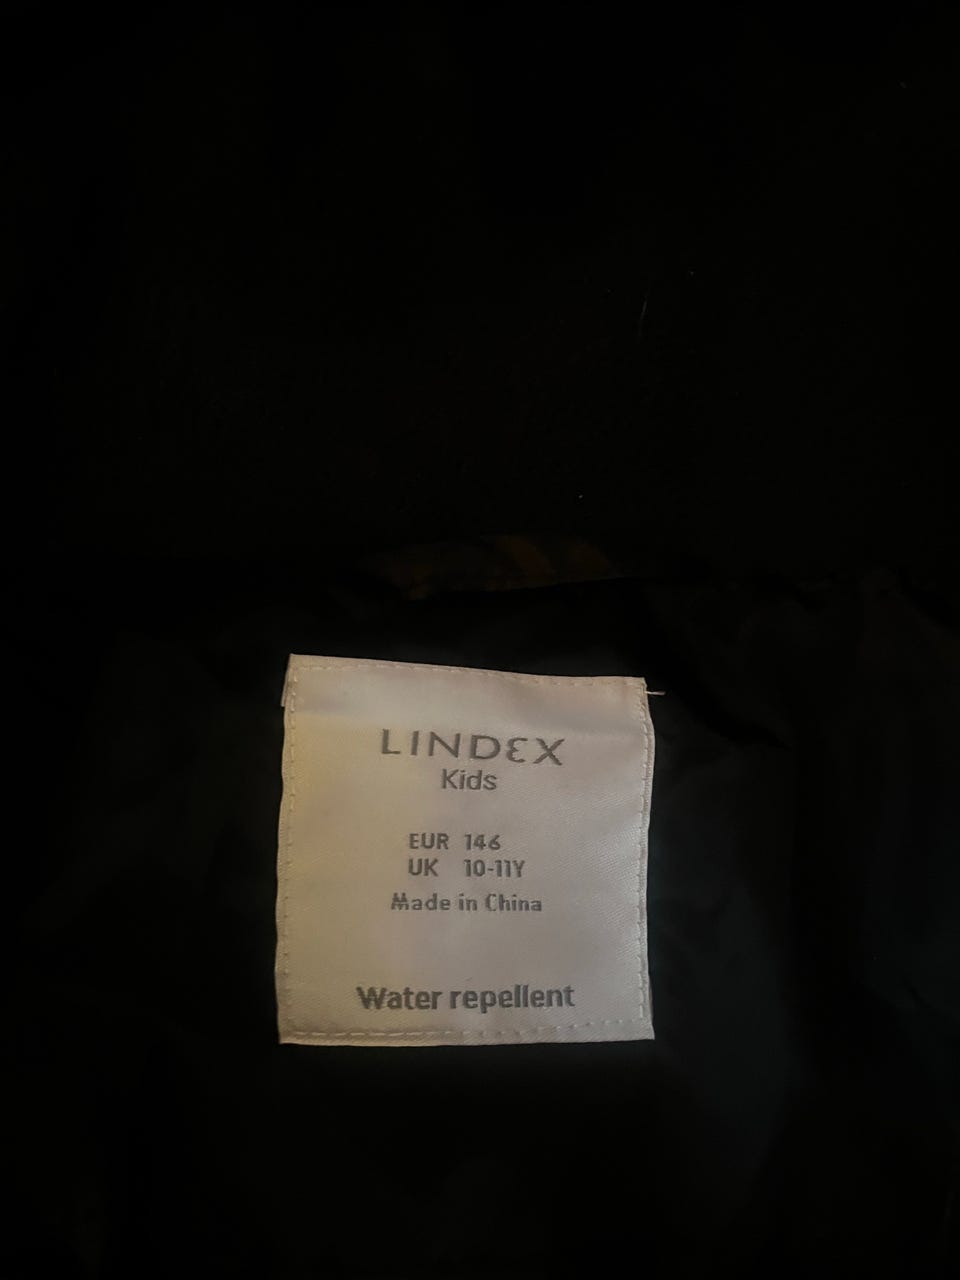 LINDEX
Kids
EUR 146
UK 10-11Y
Made in China
Water repellent